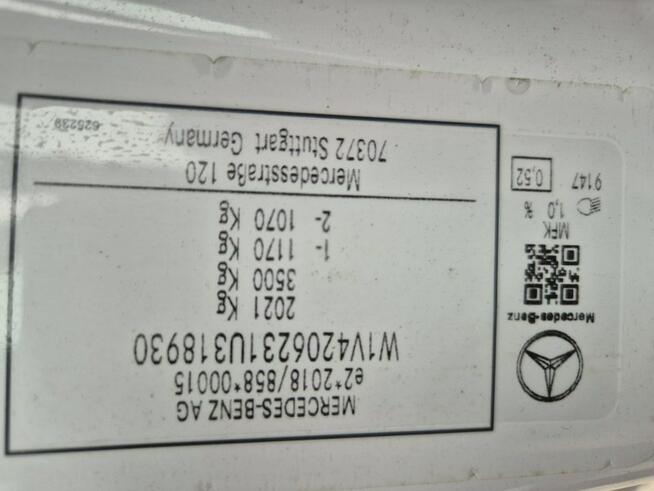 MERCEDES-BENZ AG
e2*2018/858*00015
W1V4206231U318930
2021 Kg
3500 Kg
1- 1170 Kg
2- 1070 Kg
Mercedesstraße 120
70372 Stuttgart Germany
625239
Mercedes-Benz
MFK
1,0 %
9147 0,52